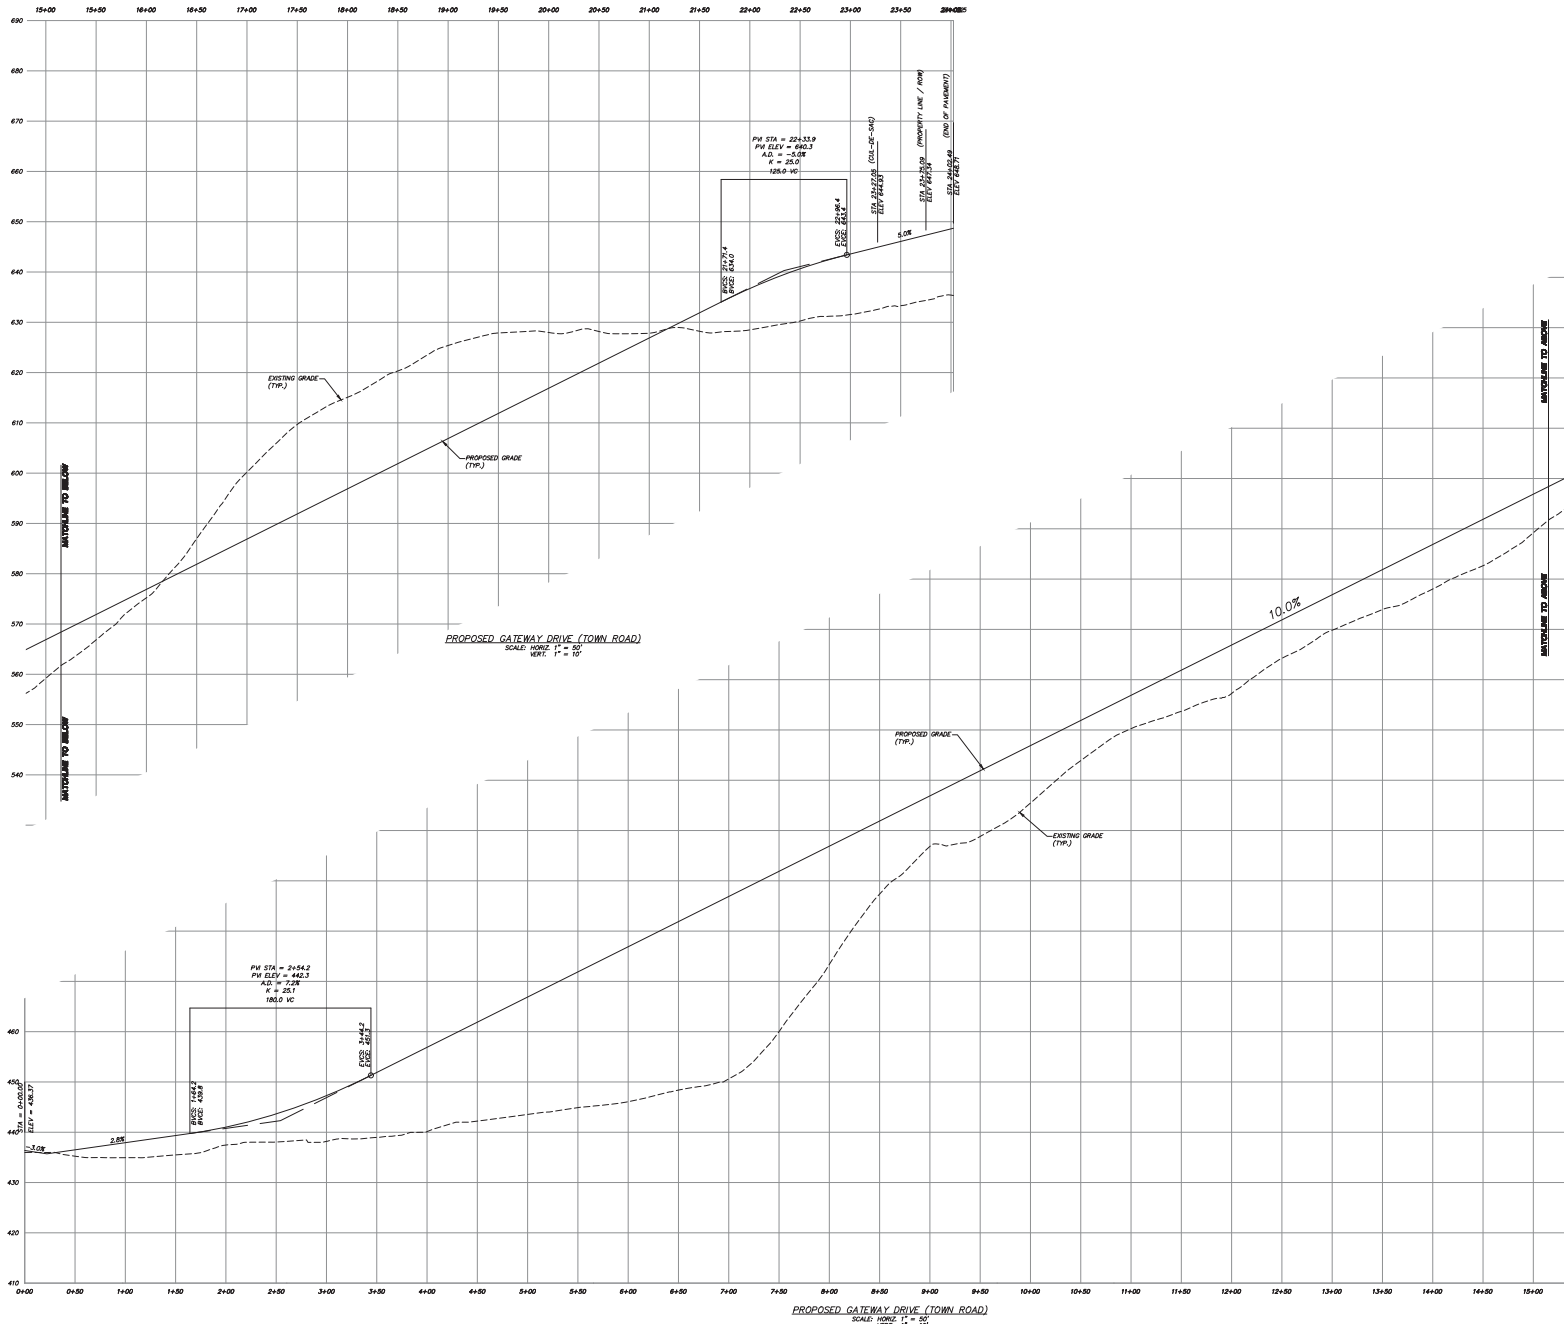 15+00 15+50 16+00 16+50 17+00 17+50 18+00 18+50 19+00 19+50 20+00 20+50 21+00 21+50 22+00 22+50 23+00 23+50
690
680
670
660
650
640
630
620
610
600
590
580
570
560
550
540
PVI STA = 22+33.9
PVI ELEV = 640.3
A.D. = -5.0%
K = 25.0
125.0 VC
BVCS: 21+71.4
BVCE: 634.0
EVCS: 22+96.4
EVCE: 643.4
STA 23+27.05 (CUL-DE-SAC)
ELEV 644.93
STA 23+75.09 (PROPERTY LINE / ROW)
ELEV 647.34
STA 24+02.49 (END OF PAVEMENT)
ELEV 648.71
5.0%
EXISTING GRADE
(TYP.)
PROPOSED GRADE
(TYP.)
MATCHLINE TO BELOW
MATCHLINE TO BELOW
PROPOSED GATEWAY DRIVE (TOWN ROAD)
SCALE: HORIZ. 1" = 50'
VERT. 1" = 10'
MATCHLINE TO ABOVE
MATCHLINE TO ABOVE
10.0%
PROPOSED GRADE
(TYP.)
EXISTING GRADE
(TYP.)
PVI STA = 2+54.2
PVI ELEV = 442.3
A.D. = 7.2%
K = 25.1
180.0 VC
BVCS: 1+64.2
BVCE: 439.8
EVCS: 3+44.2
EVCE: 451.3
STA = 0+00.00
ELEV = 436.37
-3.0%
2.8%
460
450
440
430
420
410
0+00 0+50 1+00 1+50 2+00 2+50 3+00 3+50 4+00 4+50 5+00 5+50 6+00 6+50 7+00 7+50 8+00 8+50 9+00 9+50 10+00 10+50 11+00 11+50 12+00 12+50 13+00 13+50 14+00 14+50 15+00
PROPOSED GATEWAY DRIVE (TOWN ROAD)
SCALE: HORIZ. 1" = 50'